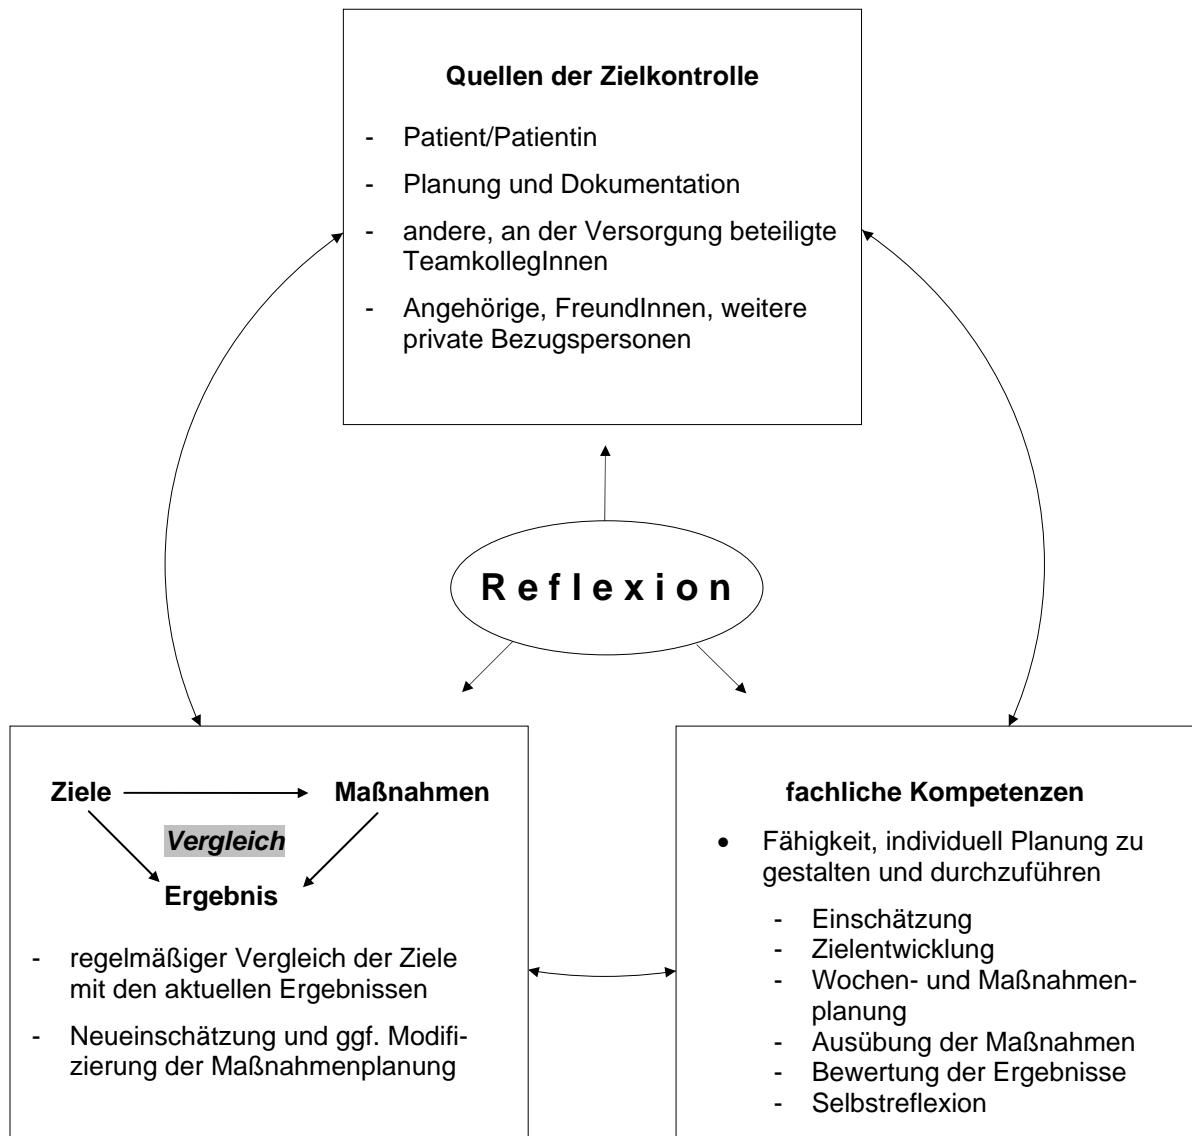 Quellen der Zielkontrolle
- Patient/Patientin
- Planung und Dokumentation
- andere, an der Versorgung beteiligte
TeamkollegInnen
- Angehörige, FreundInnen, weitere
private Bezugspersonen
Reflexion
Ziele
Maßnahmen
Vergleich
Ergebnis
- regelmäßiger Vergleich der Ziele
mit den aktuellen Ergebnissen
- Neueinschätzung und ggf. Modifi-
zierung der Maßnahmenplanung
fachliche Kompetenzen
• Fähigkeit, individuell Planung zu
gestalten und durchzuführen
- Einschätzung
- Zielentwicklung
- Wochen- und Maßnahmen-
planung
- Ausübung der Maßnahmen
- Bewertung der Ergebnisse
- Selbstreflexion